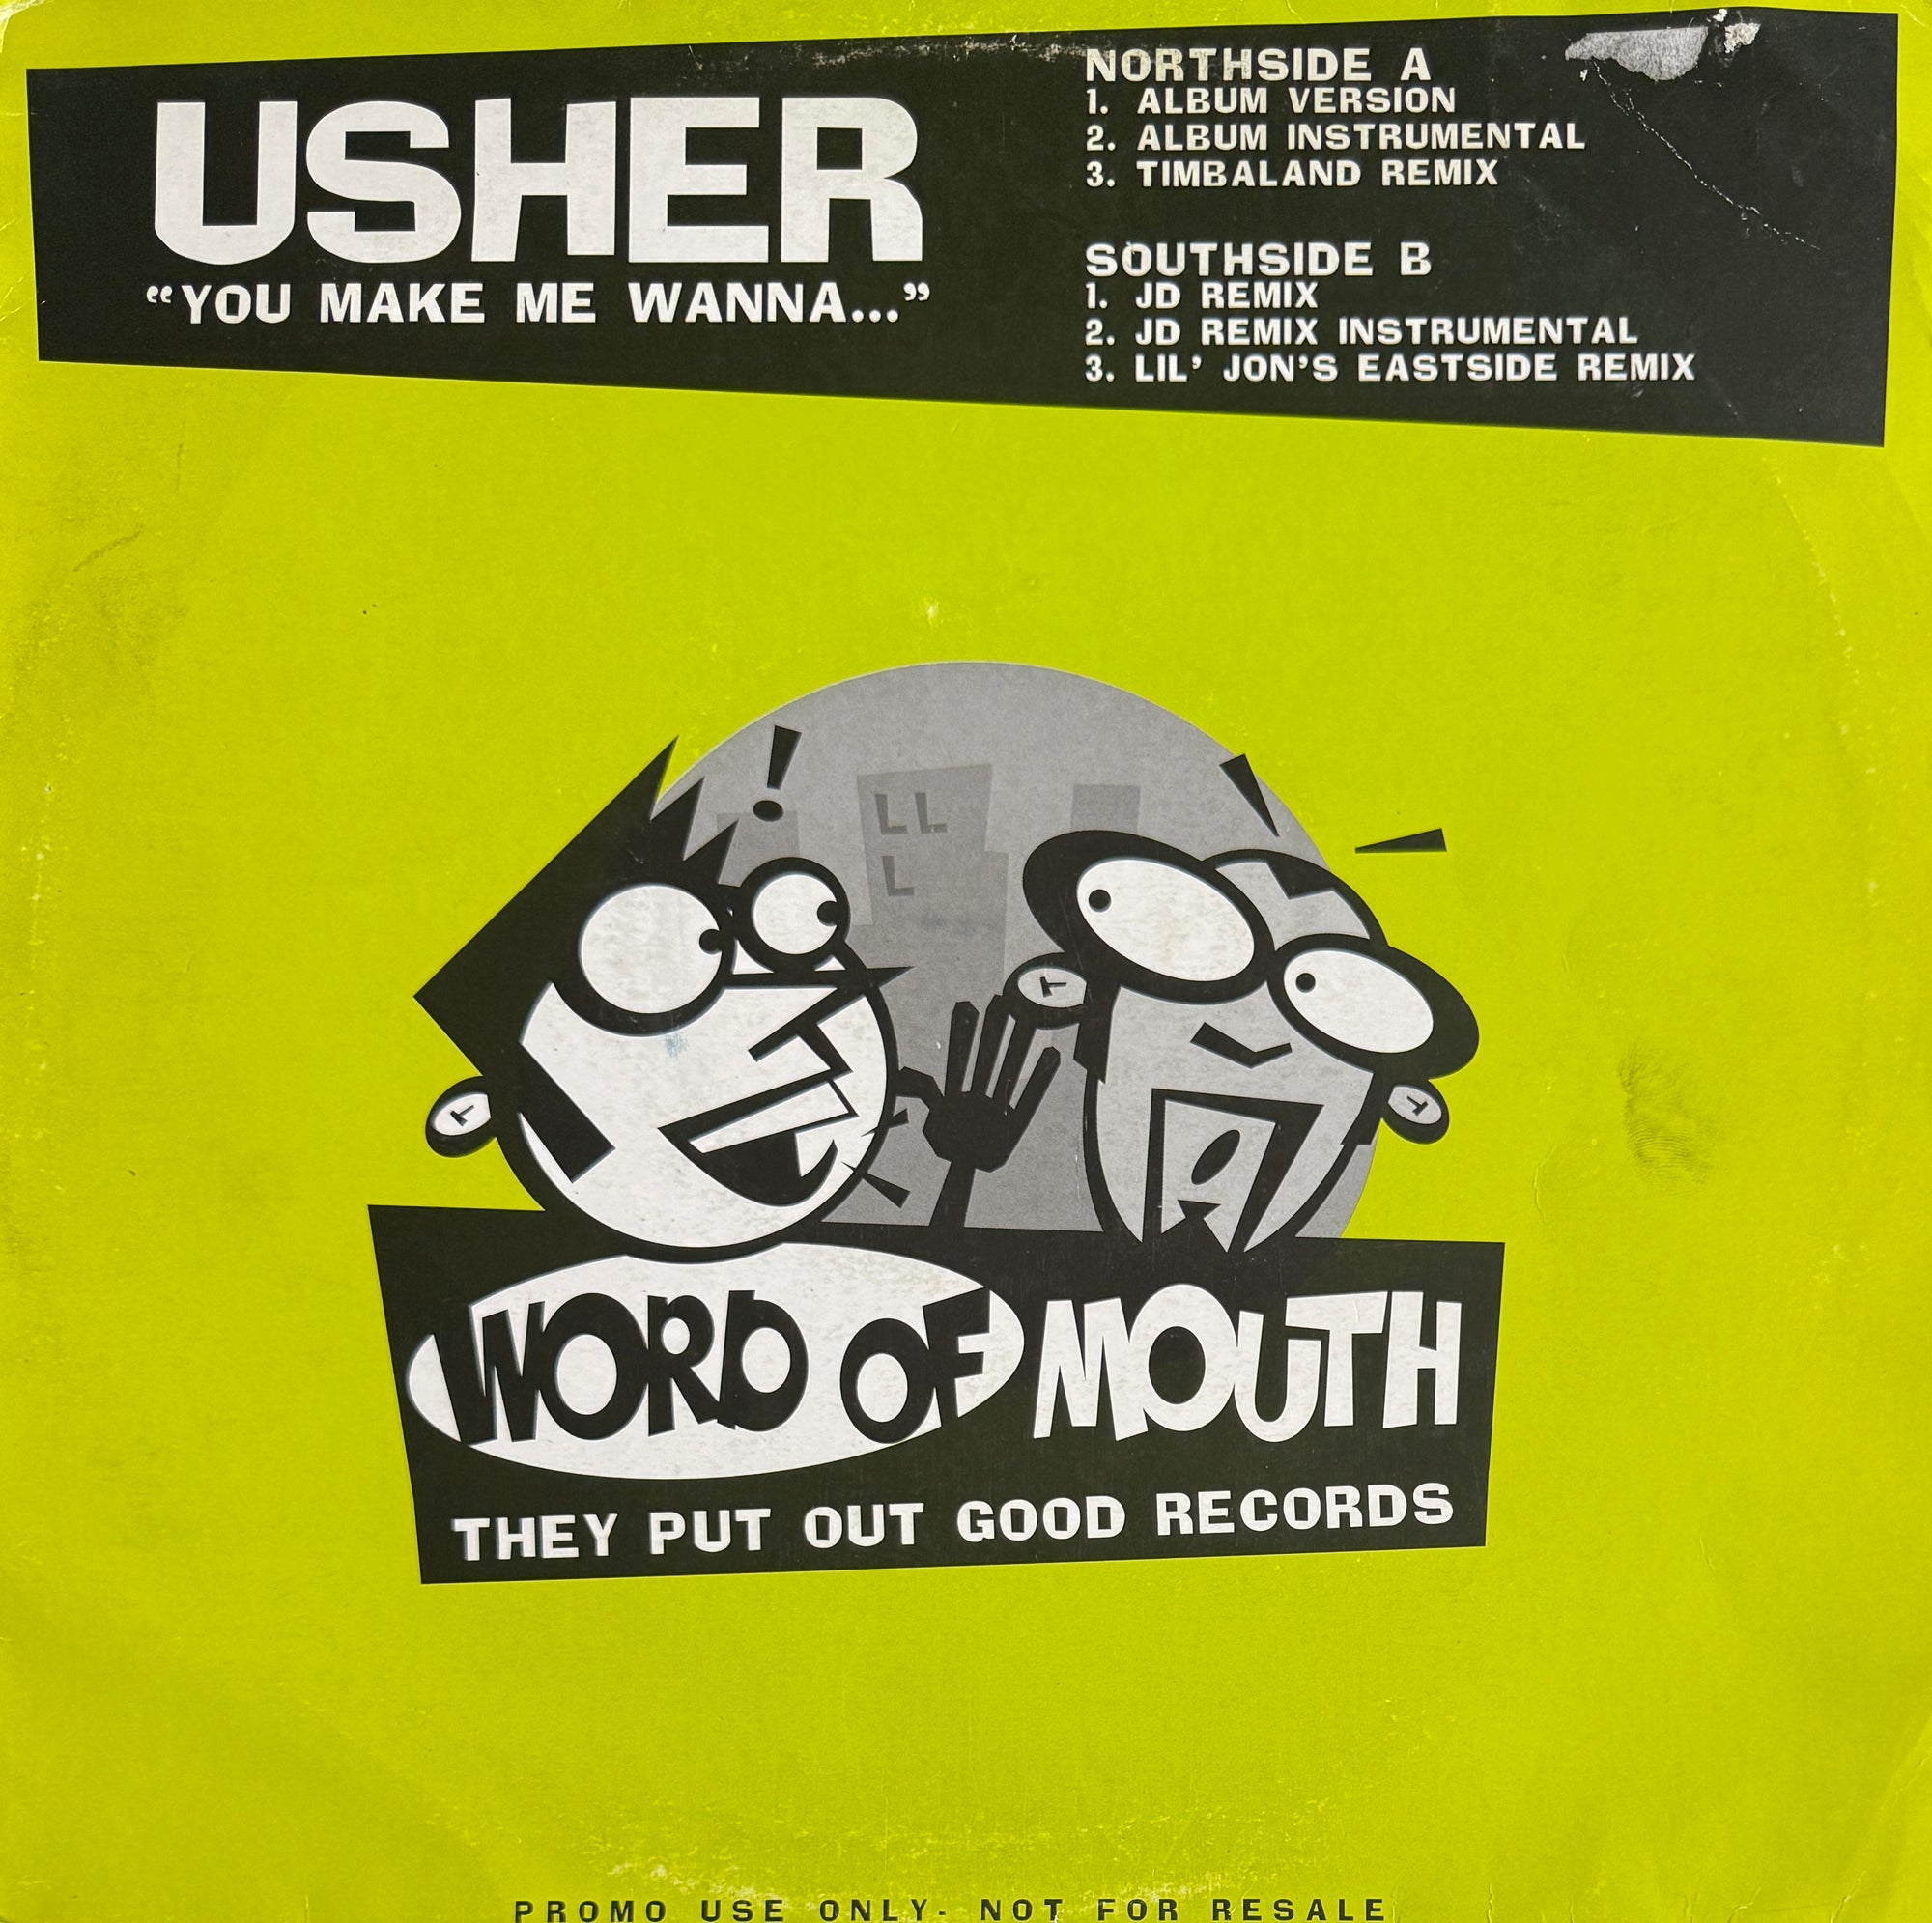 USHER
“YOU MAKE ME WANNA...”
NORTHSIDE A
1. ALBUM VERSION
2. ALBUM INSTRUMENTAL
3. TIMBALAND REMIX
SOUTHSIDE B
1. JD REMIX
2. JD REMIX INSTRUMENTAL
3. LIL’ JON’S EASTSIDE REMIX
!
WORD OF MOUTH
THEY PUT OUT GOOD RECORDS
PROMO USE ONLY- NOT FOR RESALE